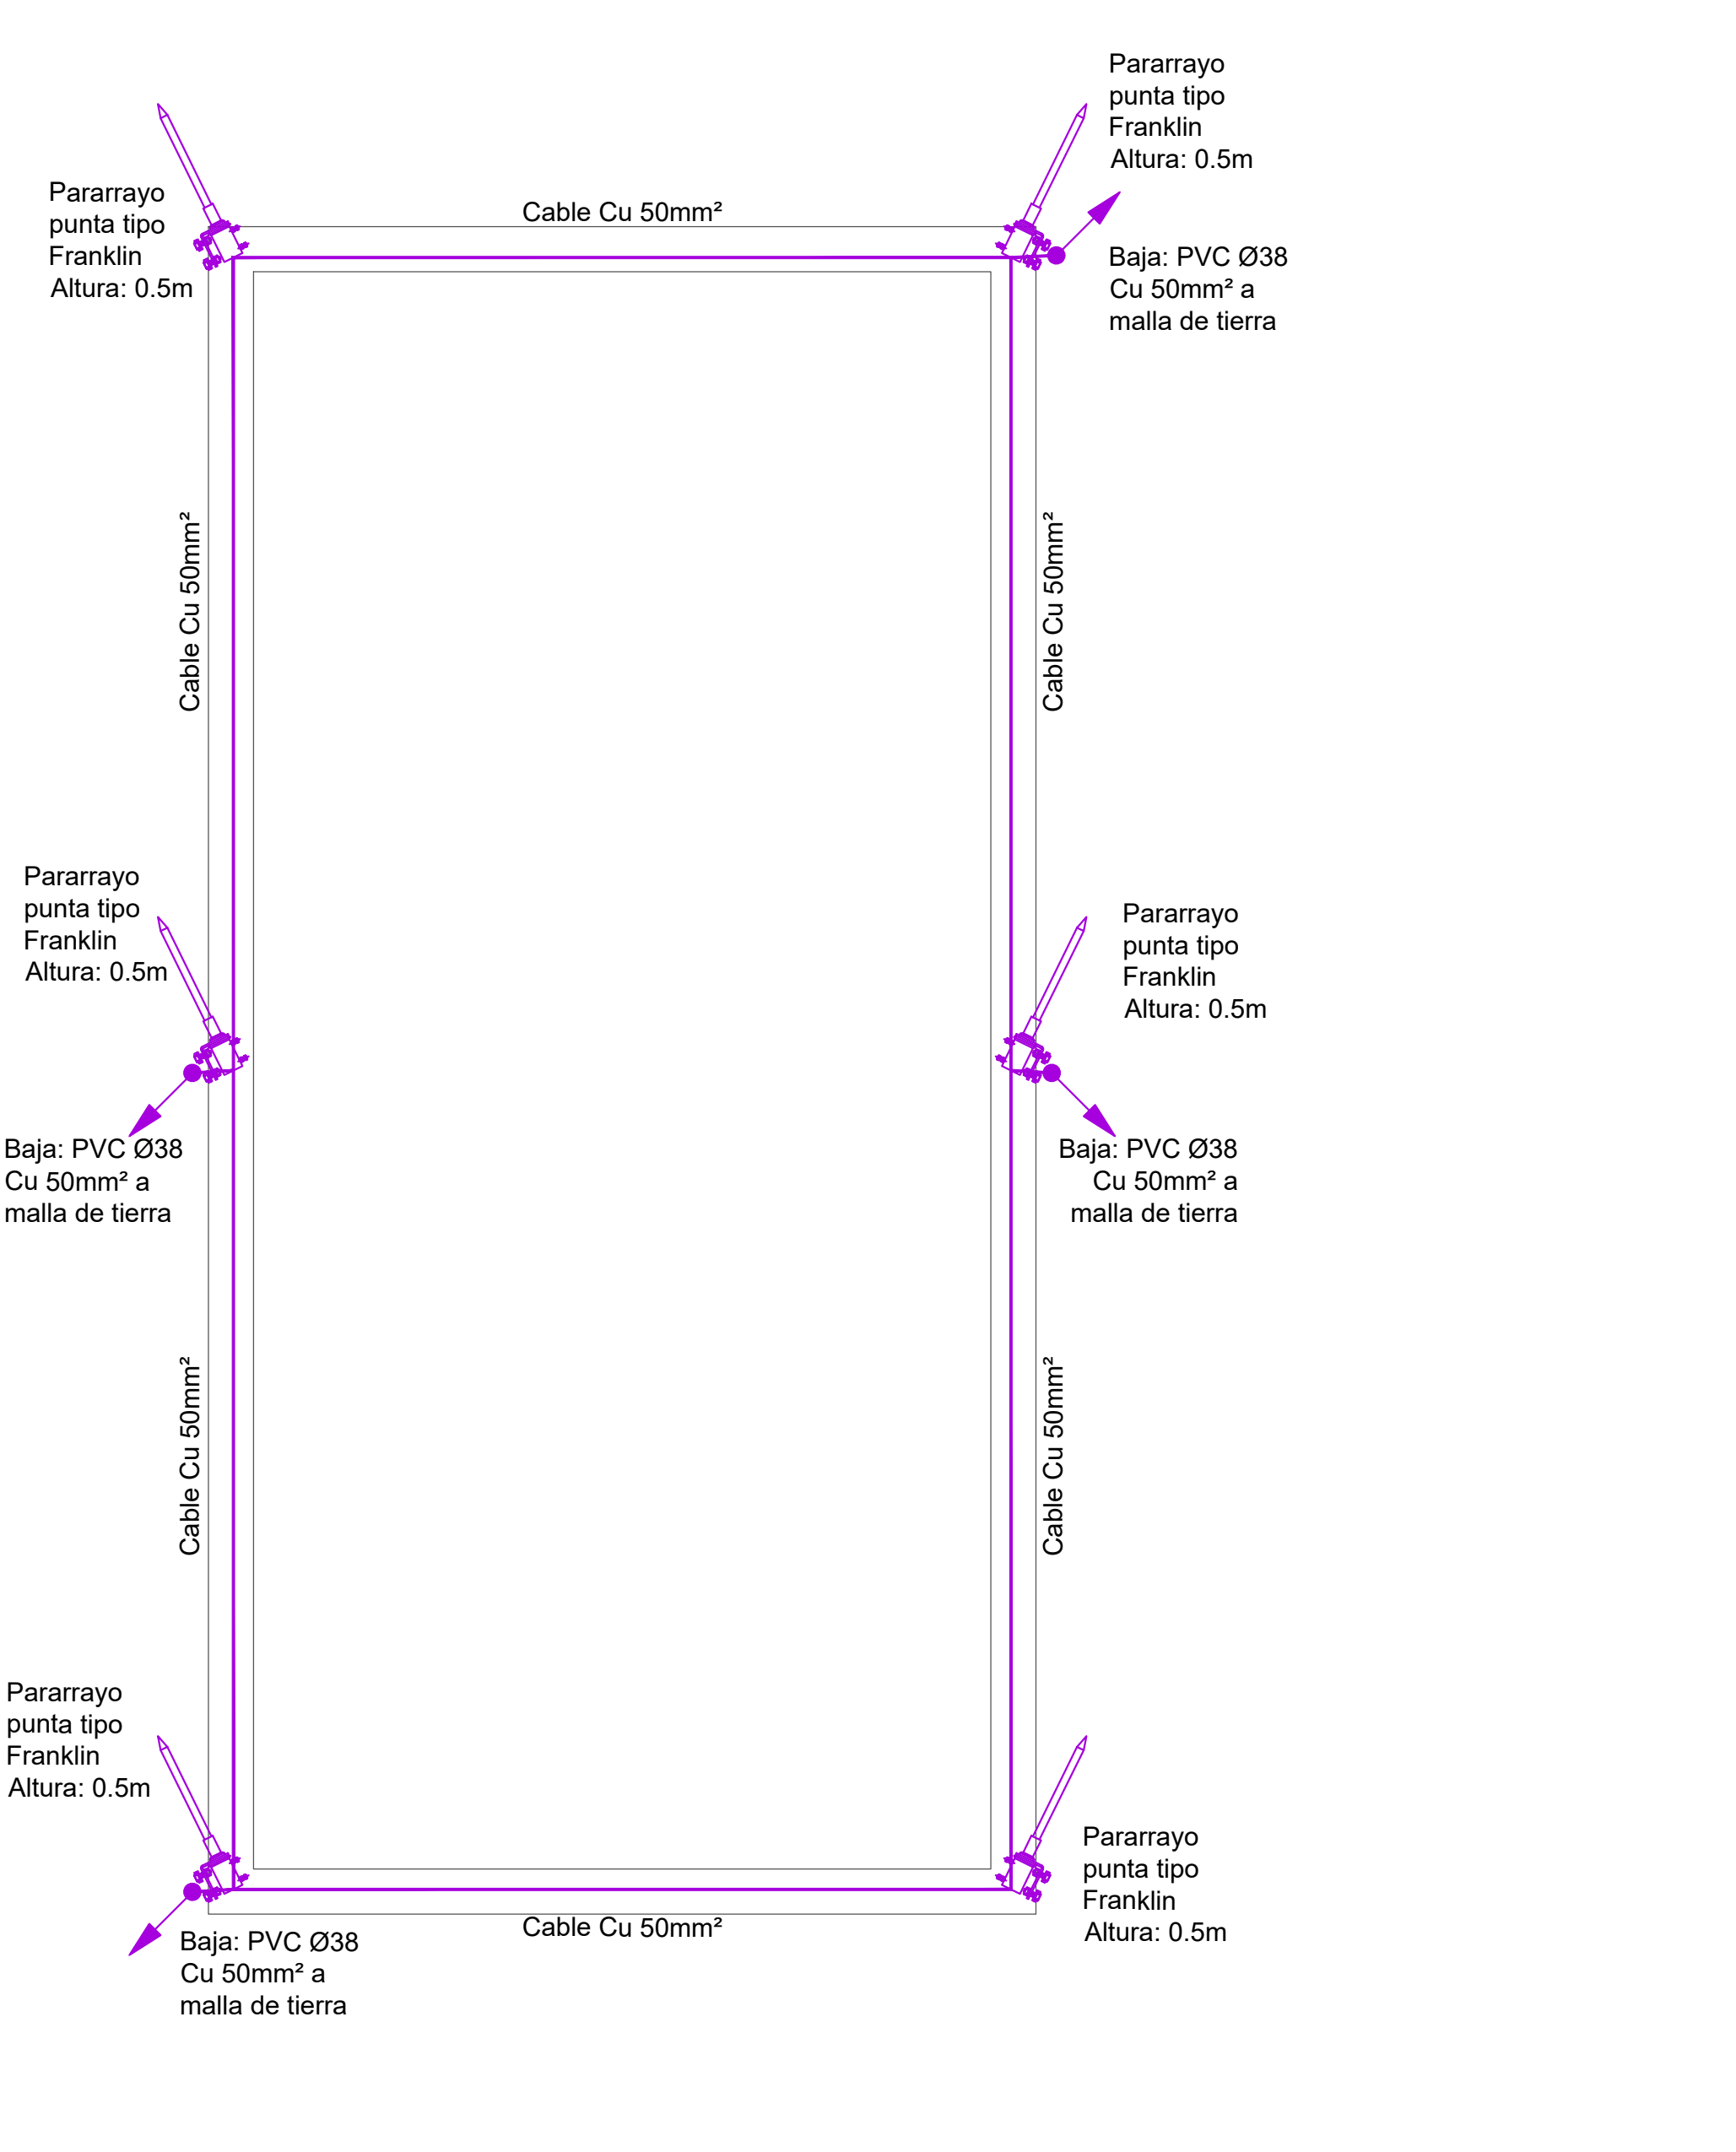 Pararrayo
punta tipo
Franklin
Altura: 0.5m
Pararrayo
punta tipo
Franklin
Altura: 0.5m
Cable Cu 50mm²
Baja: PVC Ø38
Cu 50mm² a
malla de tierra
Cable Cu 50mm²
Cable Cu 50mm²
Pararrayo
punta tipo
Franklin
Altura: 0.5m
Pararrayo
punta tipo
Franklin
Altura: 0.5m
Baja: PVC Ø38
Cu 50mm² a
malla de tierra
Baja: PVC Ø38
Cu 50mm² a
malla de tierra
Cable Cu 50mm²
Cable Cu 50mm²
Pararrayo
punta tipo
Franklin
Altura: 0.5m
Pararrayo
punta tipo
Franklin
Altura: 0.5m
Cable Cu 50mm²
Baja: PVC Ø38
Cu 50mm² a
malla de tierra